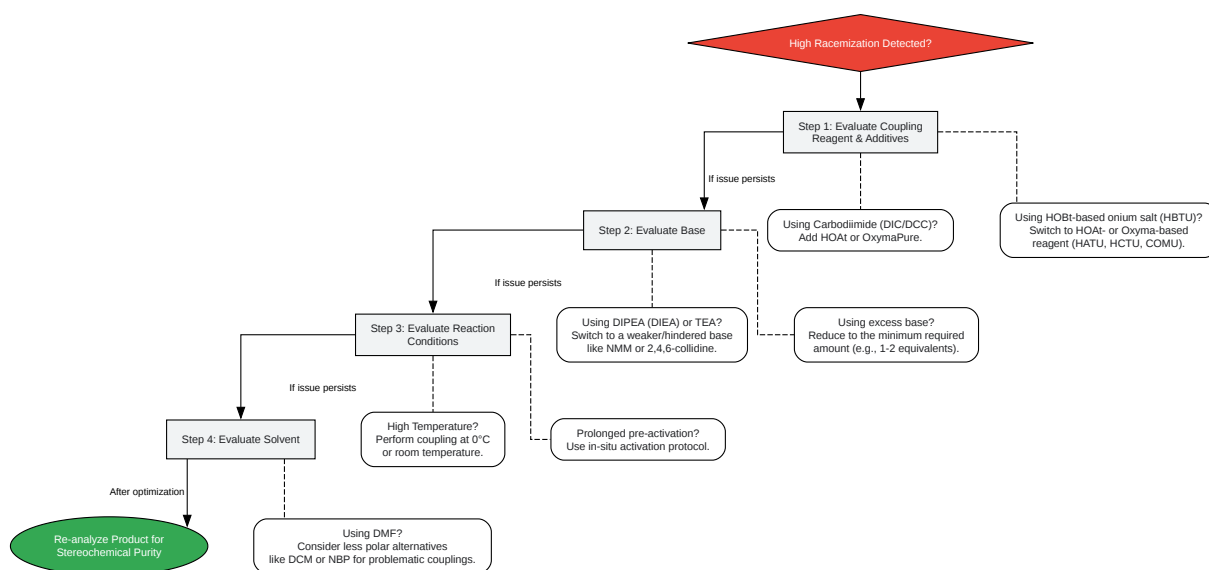 High Racemization Detected?
Step 1: Evaluate Coupling
Reagent & Additives
If issue persists
Using Carbodiimide (DIC/DCC)?
Add HOAt or OxymaPure.
Using HOBt-based onium salt (HBTU)?
Switch to HOAt- or Oxyma-based
reagent (HATU, HCTU, COMU).
Step 2: Evaluate Base
If issue persists
Using DIPEA (DIEA) or TEA?
Switch to a weaker/hindered base
like NMM or 2,4,6-collidine.
Using excess base?
Reduce to the minimum required
amount (e.g., 1-2 equivalents).
Step 3: Evaluate Reaction
Conditions
If issue persists
High Temperature?
Perform coupling at 0°C
or room temperature.
Prolonged pre-activation?
Use in-situ activation protocol.
Step 4: Evaluate Solvent
After optimization
Using DMF?
Consider less polar alternatives
like DCM or NBP for problematic couplings.
Re-analyze Product for
Stereochemical Purity